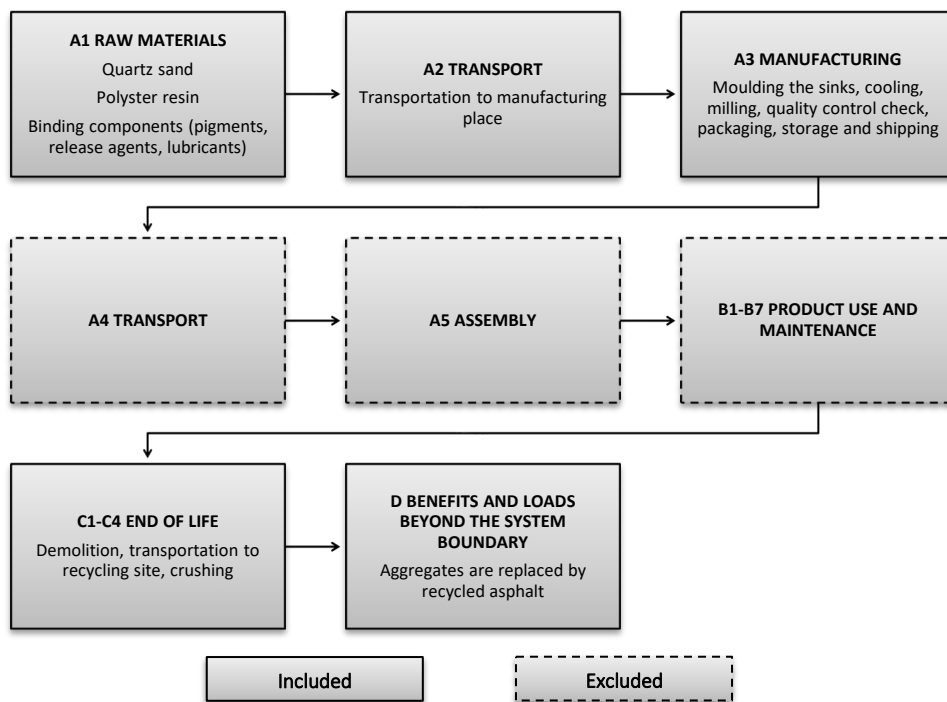 A1 RAW MATERIALS
Quartz sand
Polyster resin
Binding components (pigments,
release agents, lubricants)
A2 TRANSPORT
Transportation to manufacturing
place
A3 MANUFACTURING
Moulding the sinks, cooling,
milling, quality control check,
packaging, storage and shipping
A4 TRANSPORT
A5 ASSEMBLY
B1-B7 PRODUCT USE AND
MAINTENANCE
C1-C4 END OF LIFE
Demolition, transportation to
recycling site, crushing
D BENEFITS AND LOADS
BEYOND THE SYSTEM
BOUNDARY
Aggregates are replaced by
recycled asphalt
Included
Excluded